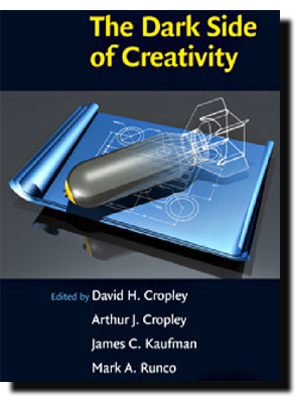 The Dark Side
of Creativity
Edited by David H. Cropley
Arthur J. Cropley
James C. Kaufman
Mark A. Runco